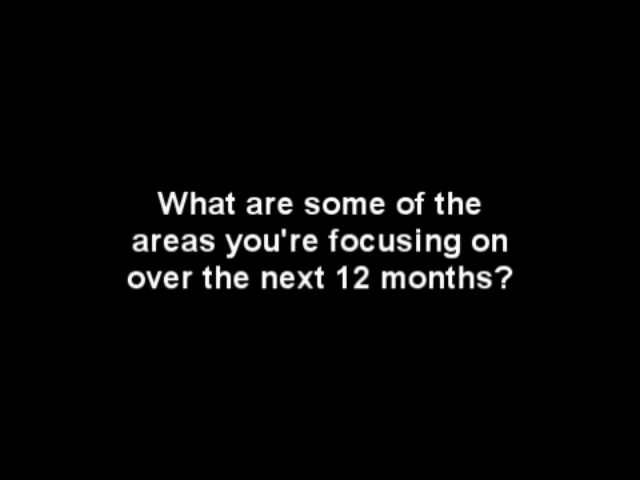 What are some of the
areas you're focusing on
over the next 12 months?